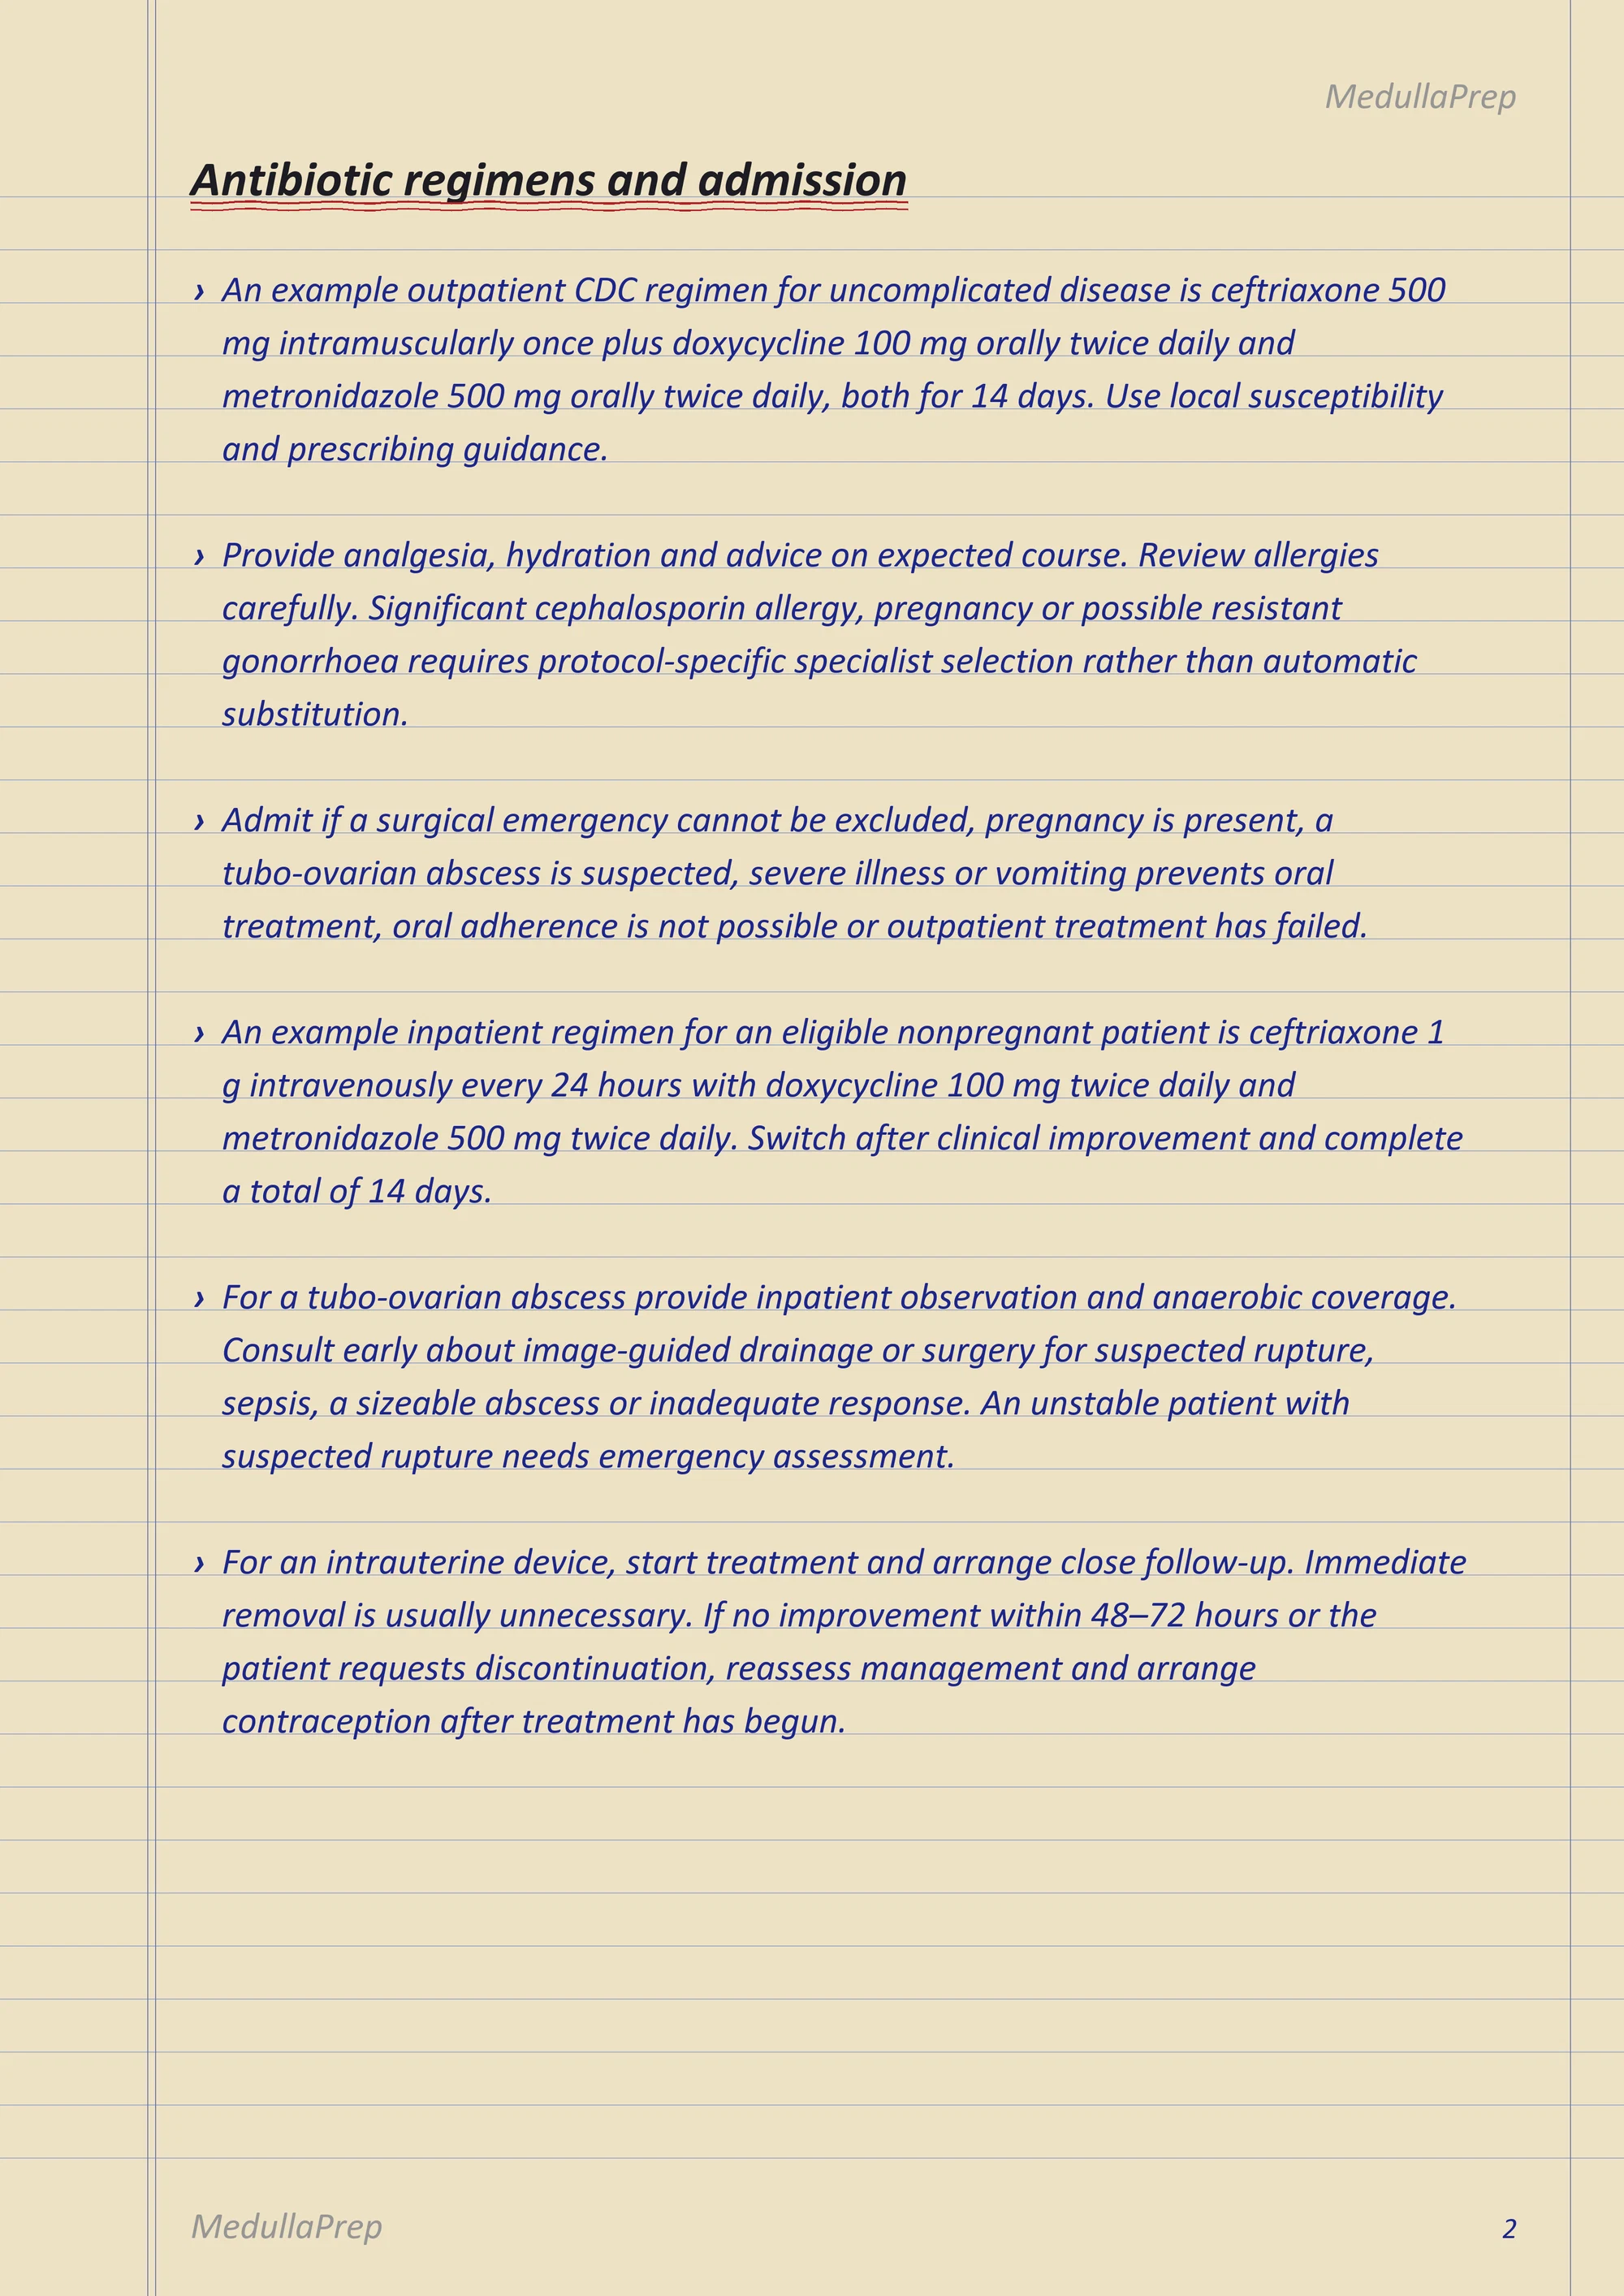 MedullaPrep
Antibiotic regimens and admission
› An example outpatient CDC regimen for uncomplicated disease is ceftriaxone 500
mg intramuscularly once plus doxycycline 100 mg orally twice daily and
metronidazole 500 mg orally twice daily, both for 14 days. Use local susceptibility
and prescribing guidance.
› Provide analgesia, hydration and advice on expected course. Review allergies
carefully. Significant cephalosporin allergy, pregnancy or possible resistant
gonorrhoea requires protocol-specific specialist selection rather than automatic
substitution.
› Admit if a surgical emergency cannot be excluded, pregnancy is present, a
tubo-ovarian abscess is suspected, severe illness or vomiting prevents oral
treatment, oral adherence is not possible or outpatient treatment has failed.
› An example inpatient regimen for an eligible nonpregnant patient is ceftriaxone 1
g intravenously every 24 hours with doxycycline 100 mg twice daily and
metronidazole 500 mg twice daily. Switch after clinical improvement and complete
a total of 14 days.
› For a tubo-ovarian abscess provide inpatient observation and anaerobic coverage.
Consult early about image-guided drainage or surgery for suspected rupture,
sepsis, a sizeable abscess or inadequate response. An unstable patient with
suspected rupture needs emergency assessment.
› For an intrauterine device, start treatment and arrange close follow-up. Immediate
removal is usually unnecessary. If no improvement within 48–72 hours or the
patient requests discontinuation, reassess management and arrange
contraception after treatment has begun.
MedullaPrep
2